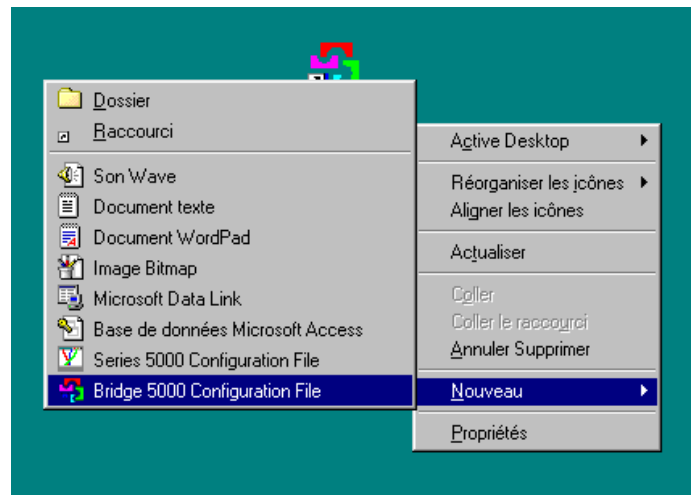 Dossier
Raccourci
Son Wave
Document texte
Document WordPad
Image Bitmap
Microsoft Data Link
Base de données Microsoft Access
Series 5000 Configuration File
Bridge 5000 Configuration File
Active Desktop
Réorganiser les icônes
Aligner les icônes
Actualiser
Coller
Coller le raccourci
Annuler Supprimer
Nouveau
Propriétés